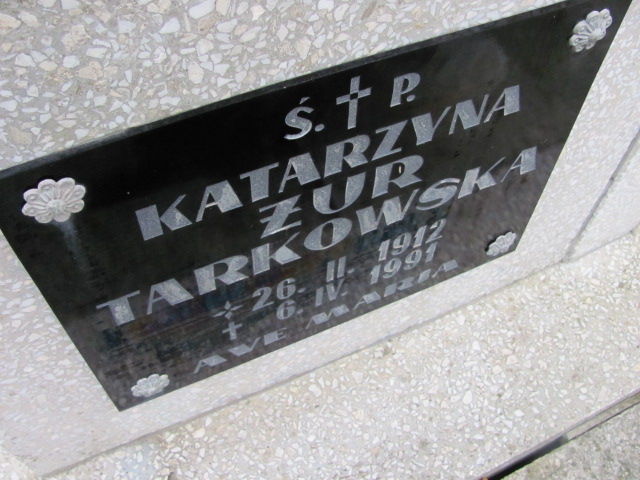 Ś. † P.
KATARZYNA
ŻUR
TARKOWSKA
* 26. II. 1912
† 6. IV. 1991
AVE MARIA